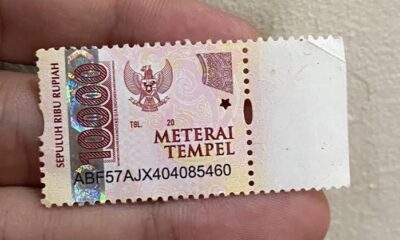 SEPULUH RIBU RUPIAH
10000
TGL. 20
METERAI
TEMPEL
ABF57AJX404085460